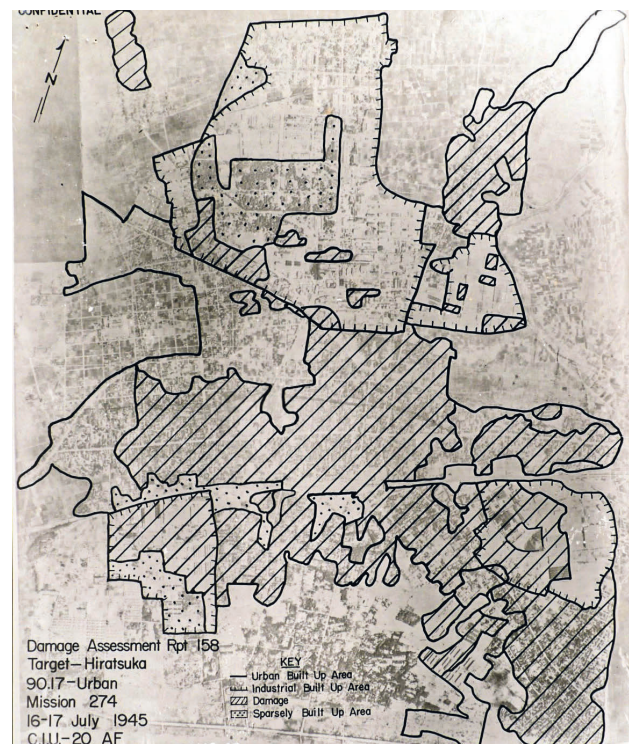 CONFIDENTIAL
N
Damage Assessment Rpt 158
Target—Hiratsuka
90.17-Urban
Mission 274
16-17 July 1945
C.I.U.-20 AF
KEY
Urban Built Up Area
Industrial Built Up Area
Damage
Sparsely Built Up Area